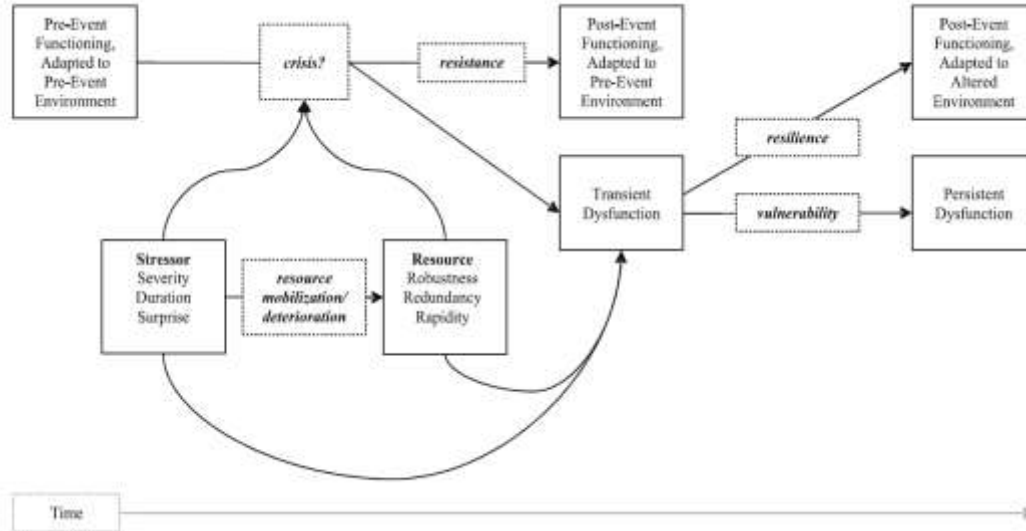 Pre-Event
Functioning,
Adapted to
Pre-Event
Environment
crisis?
resistance
Post-Event
Functioning,
Adapted to
Pre-Event
Environment
Post-Event
Functioning,
Adapted to
Altered
Environment
resilience
Transient
Dysfunction
vulnerability
Persistent
Dysfunction
Stressor
Severity
Duration
Surprise
resource
mobilization/
deterioration
Resource
Robustness
Redundancy
Rapidity
Time